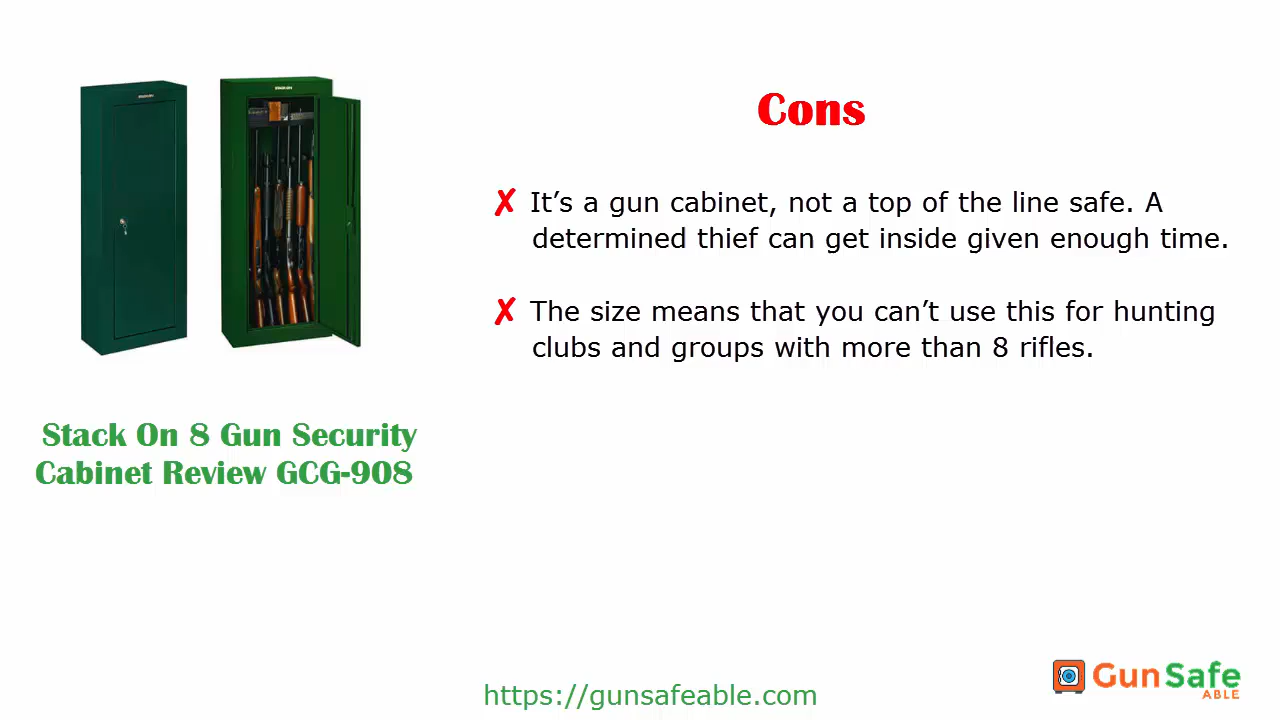 Cons
✘ It’s a gun cabinet, not a top of the line safe. A
determined thief can get inside given enough time.
✘ The size means that you can’t use this for hunting
clubs and groups with more than 8 rifles.
Stack On 8 Gun Security
Cabinet Review GCG-908
https://gunsafeable.com
Gun Safe
ABLE